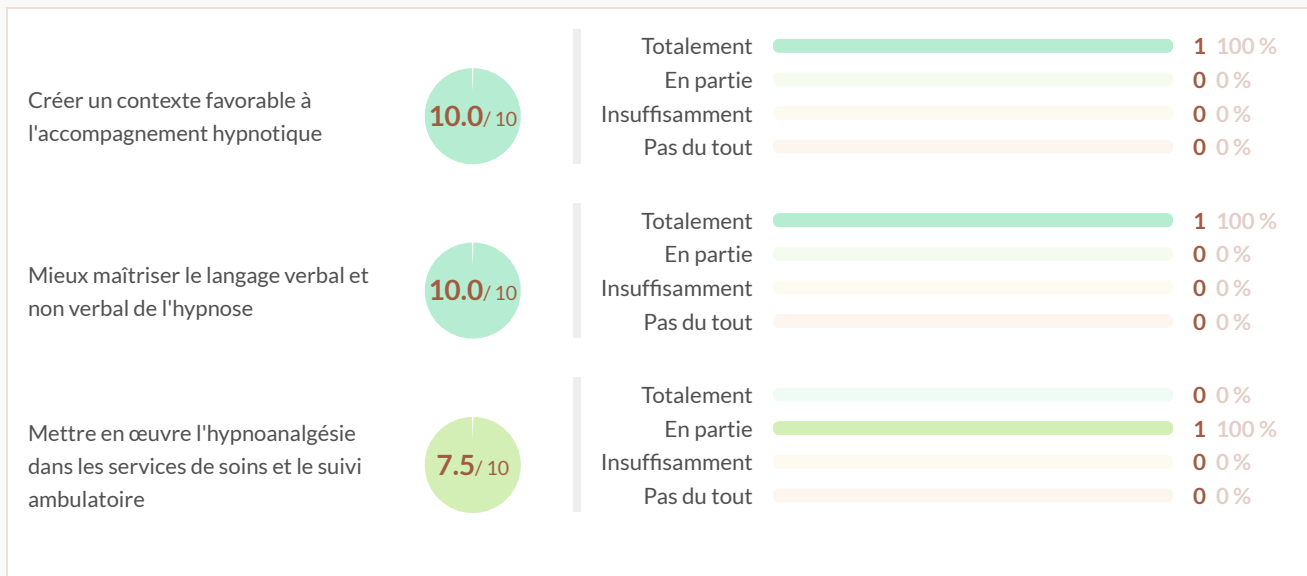 Créer un contexte favorable à
l'accompagnement hypnotique
10.0/ 10
Totalement 1 100 %
En partie 0 0 %
Insuffisamment 0 0 %
Pas du tout 0 0 %
Mieux maîtriser le langage verbal et
non verbal de l'hypnose
10.0/ 10
Totalement 1 100 %
En partie 0 0 %
Insuffisamment 0 0 %
Pas du tout 0 0 %
Mettre en œuvre l'hypnoanalgésie
dans les services de soins et le suivi
ambulatoire
7.5/ 10
Totalement 0 0 %
En partie 1 100 %
Insuffisamment 0 0 %
Pas du tout 0 0 %